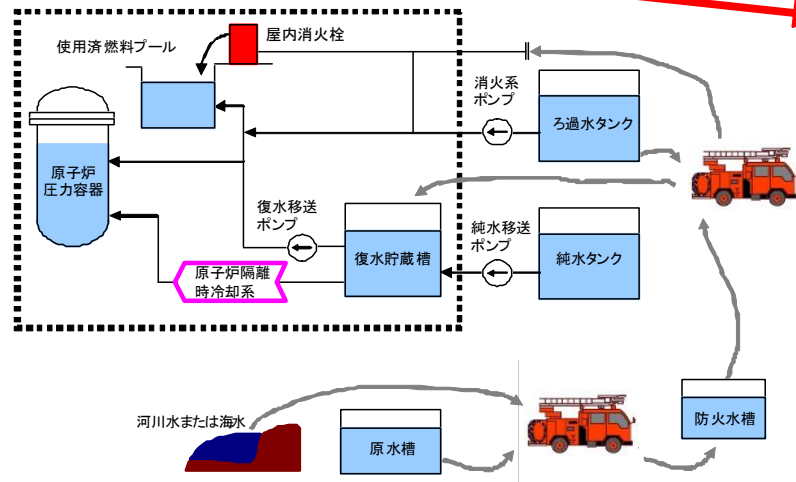 使用済燃料プール
屋内消火栓
消火系
ポンプ
ろ過水タンク
原子炉
圧力容器
復水移送
ポンプ
復水貯蔵槽
純水移送
ポンプ
純水タンク
原子炉隔離
時冷却系
河川水または海水
原水槽
防火水槽